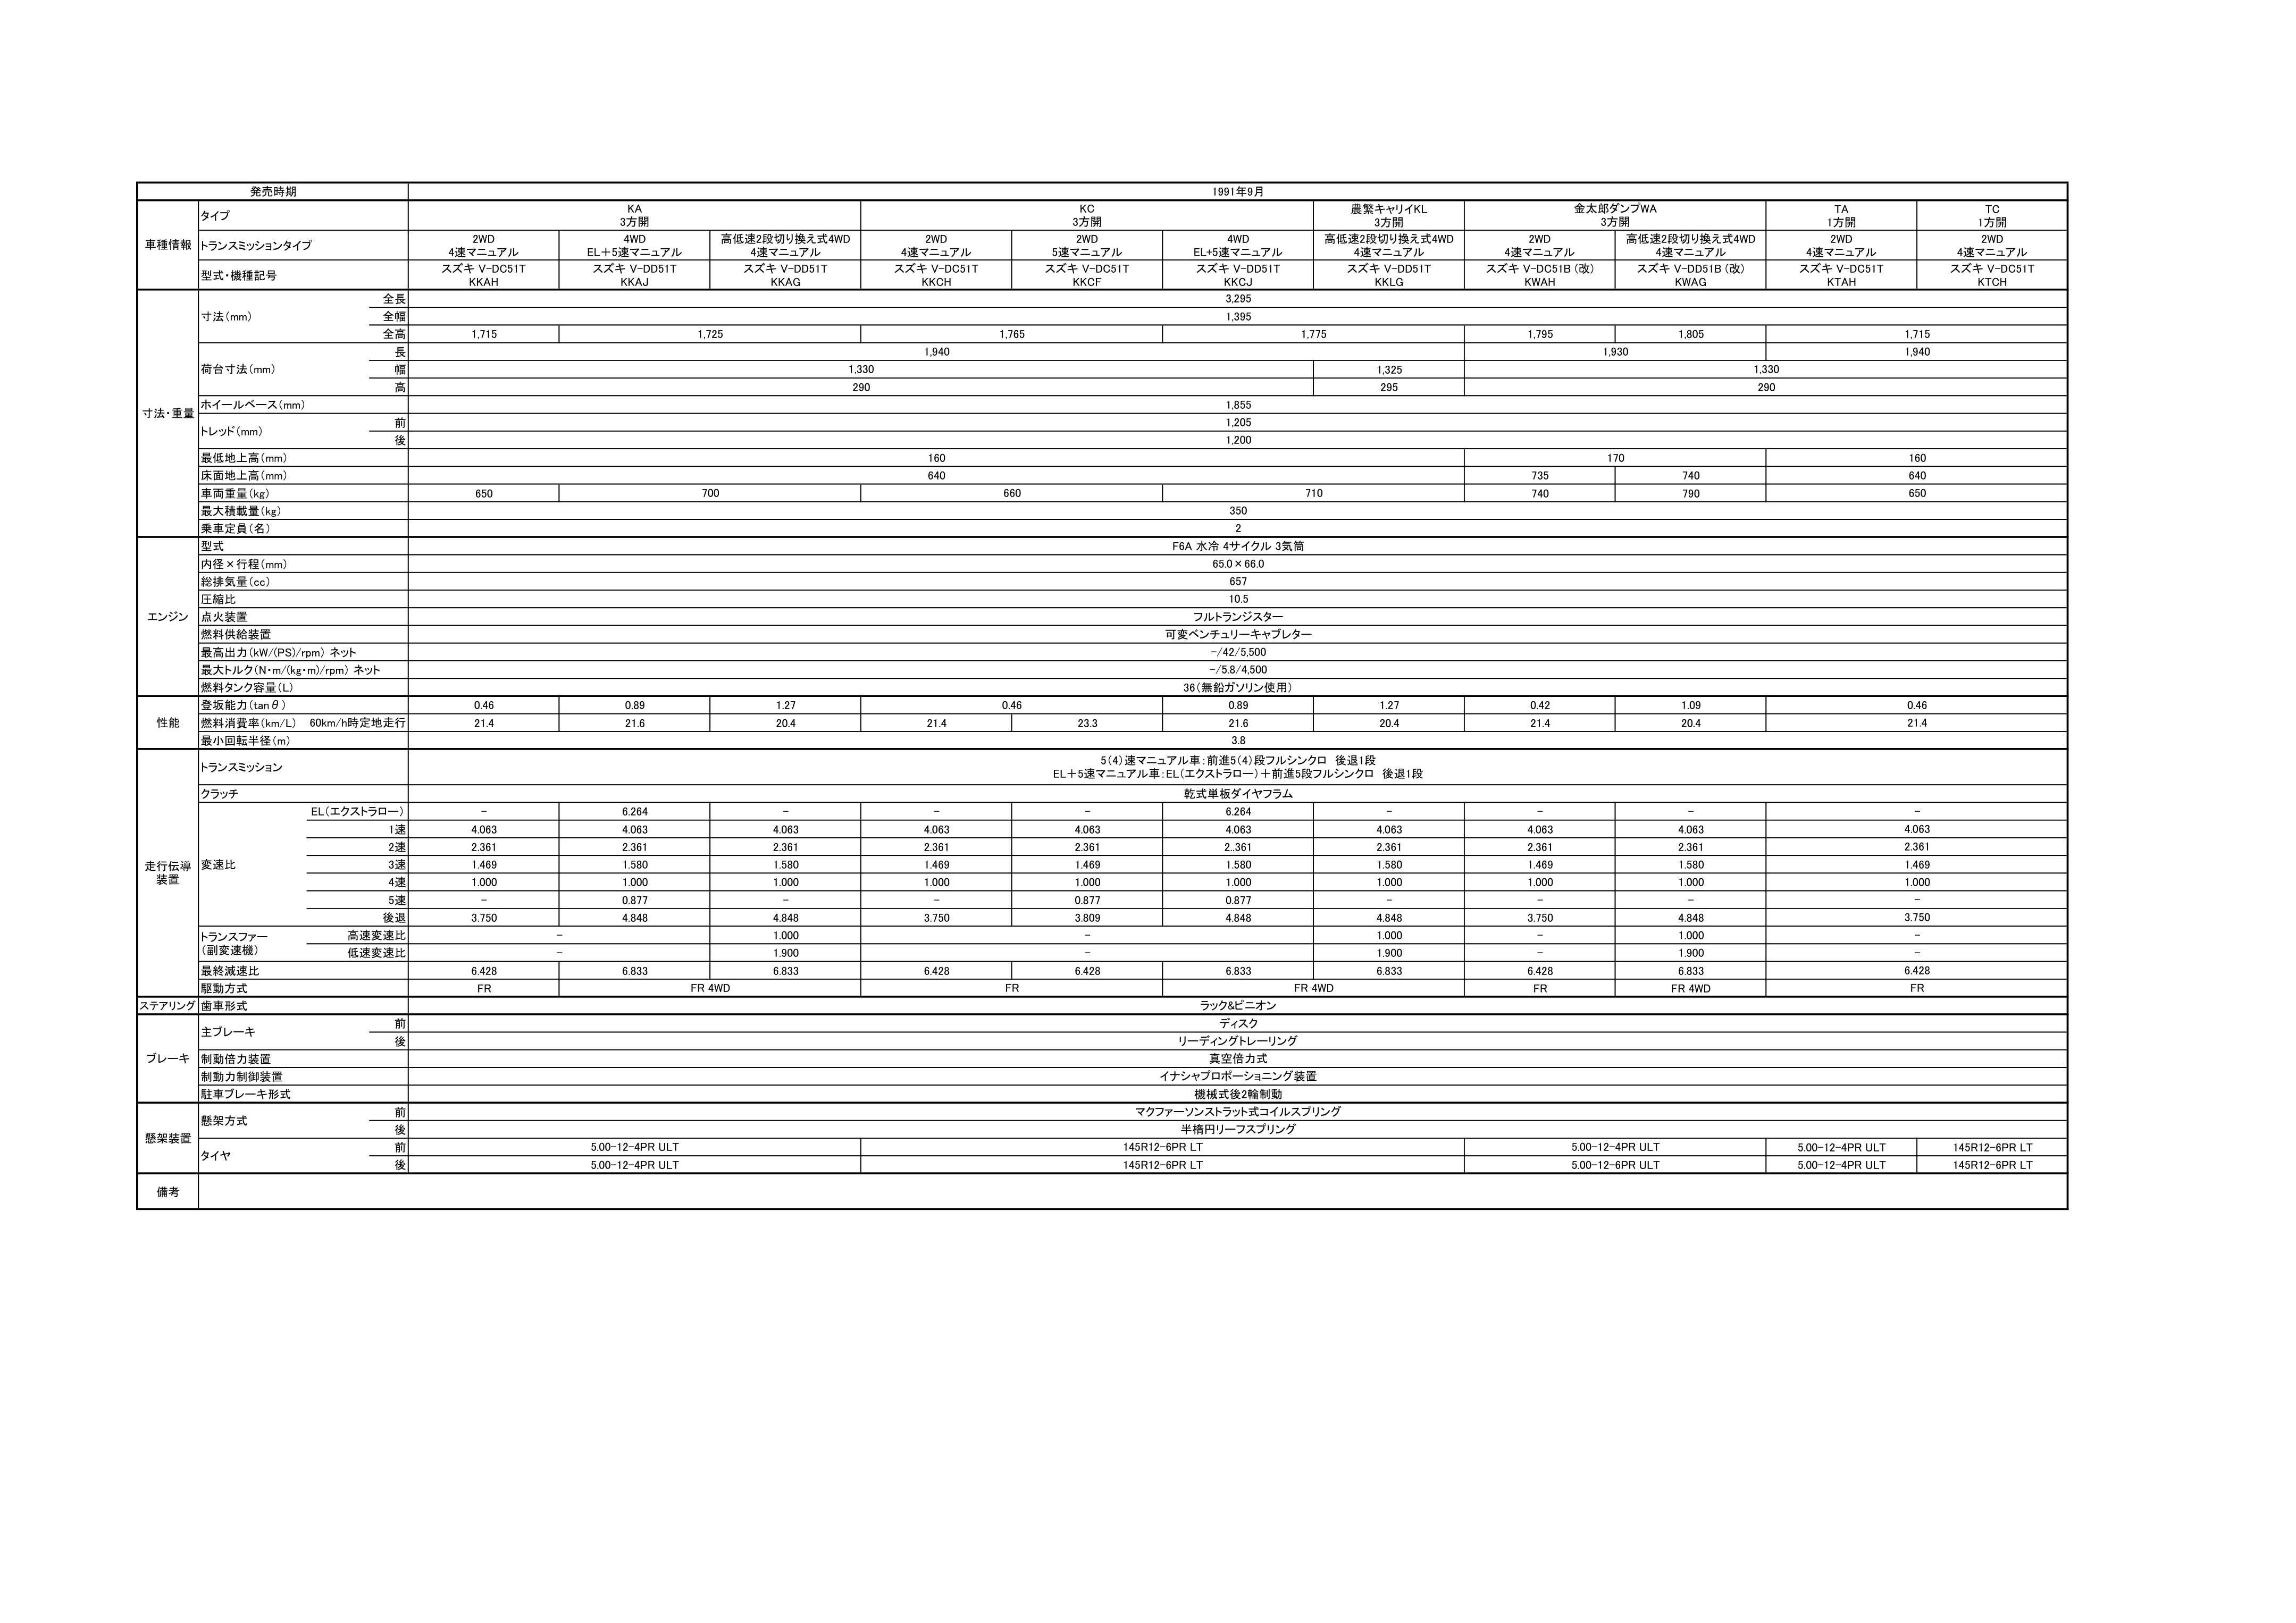 発売時期 1991年9月
車種情報 タイプ KA KC 農繁キャリイKL 金太郎ダンプWA TA TC
3方開 3方開 3方開 3方開 1方開 1方開
トランスミッションタイプ 2WD 4WD 高低速2段切り換え式4WD 2WD 2WD 4WD 高低速2段切り換え式4WD 2WD 高低速2段切り換え式4WD 2WD 2WD
4速マニュアル EL＋5速マニュアル 4速マニュアル 4速マニュアル 5速マニュアル EL+5速マニュアル 4速マニュアル 4速マニュアル 4速マニュアル 4速マニュアル 4速マニュアル
型式・機種記号 スズキ V-DC51T スズキ V-DD51T スズキ V-DD51T スズキ V-DC51T スズキ V-DC51T スズキ V-DD51T スズキ V-DD51T スズキ V-DC51B（改） スズキ V-DD51B（改） スズキ V-DC51T スズキ V-DC51T
KKAH KKAJ KKAG KKCH KKCF KKCJ KKLG KWAH KWAG KTAH KTCH
寸法・重量 寸法（mm） 全長 3,295
全幅 1,395
全高 1,715 1,725 1,765 1,775 1,795 1,805 1,715
荷台寸法（mm） 長 1,940 1,930 1,940
幅 1,330 1,325 1,330
高 290 295 290
ホイールベース（mm） 1,855
トレッド（mm） 前 1,205
後 1,200
最低地上高（mm） 160 170 160
床面地上高（mm） 640 735 740 640
車両重量（kg） 650 700 660 710 740 790 650
最大積載量（kg） 350
乗車定員（名） 2
エンジン 型式 F6A 水冷 4サイクル 3気筒
内径×行程（mm） 65.0×66.0
総排気量（cc） 657
圧縮比 10.5
点火装置 フルトランジスター
燃料供給装置 可変ベンチュリーキャブレター
最高出力（kW/(PS)/rpm） ネット -/42/5,500
最大トルク（N・m/(kg・m)/rpm） ネット -/5.8/4,500
燃料タンク容量（L） 36（無鉛ガソリン使用）
性能 登坂能力（tanθ） 0.46 0.89 1.27 0.46 0.89 1.27 0.42 1.09 0.46
燃料消費率（km/L） 60km/h時定地走行 21.4 21.6 20.4 21.4 23.3 21.6 20.4 21.4 20.4 21.4
最小回転半径（m） 3.8
走行伝導装置 トランスミッション 5（4）速マニュアル車：前進5（4）段フルシンクロ 後退1段
EL＋5速マニュアル車：EL（エクストラロー）＋前進5段フルシンクロ 後退1段
クラッチ 乾式単板ダイヤフラム
変速比 EL（エクストラロー） - 6.264 - - - 6.264 - - - -
1速 4.063 4.063 4.063 4.063 4.063 4.063 4.063 4.063 4.063 4.063
2速 2.361 2.361 2.361 2.361 2.361 2..361 2.361 2.361 2.361 2.361
3速 1.469 1.580 1.580 1.469 1.469 1.580 1.580 1.469 1.580 1.469
4速 1.000 1.000 1.000 1.000 1.000 1.000 1.000 1.000 1.000 1.000
5速 - 0.877 - - 0.877 0.877 - - - -
後退 3.750 4.848 4.848 3.750 3.809 4.848 4.848 3.750 4.848 3.750
トランスファー（副変速機） 高速変速比 - 1.000 - 1.000 - 1.000 -
低速変速比 - 1.900 - 1.900 - 1.900 -
最終減速比 6.428 6.833 6.833 6.428 6.428 6.833 6.833 6.428 6.833 6.428
駆動方式 FR FR 4WD FR FR 4WD FR FR 4WD FR
ステアリング 歯車形式 ラック&ピニオン
ブレーキ 主ブレーキ 前 ディスク
後 リーディングトレーリング
制動倍力装置 真空倍力式
制動力制御装置 イナシャプロポーショニング装置
駐車ブレーキ形式 機械式後2輪制動
懸架装置 懸架方式 前 マクファーソンストラット式コイルスプリング
後 半楕円リーフスプリング
タイヤ 前 5.00-12-4PR ULT 145R12-6PR LT 5.00-12-4PR ULT 5.00-12-4PR ULT 145R12-6PR LT
後 5.00-12-4PR ULT 145R12-6PR LT 5.00-12-6PR ULT 5.00-12-4PR ULT 145R12-6PR LT
備考